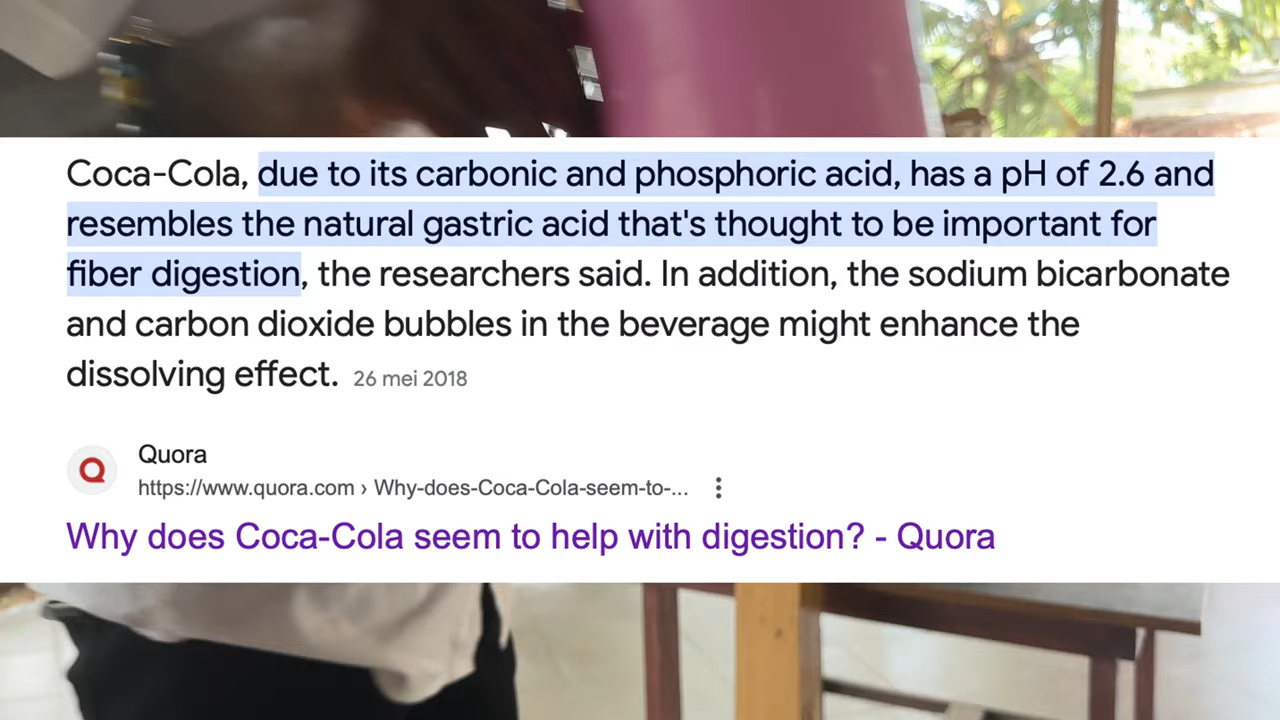 Coca-Cola, due to its carbonic and phosphoric acid, has a pH of 2.6 and
resembles the natural gastric acid that's thought to be important for
fiber digestion, the researchers said. In addition, the sodium bicarbonate
and carbon dioxide bubbles in the beverage might enhance the
dissolving effect. 26 mei 2018
Quora
https://www.quora.com › Why-does-Coca-Cola-seem-to-...
Why does Coca-Cola seem to help with digestion? - Quora